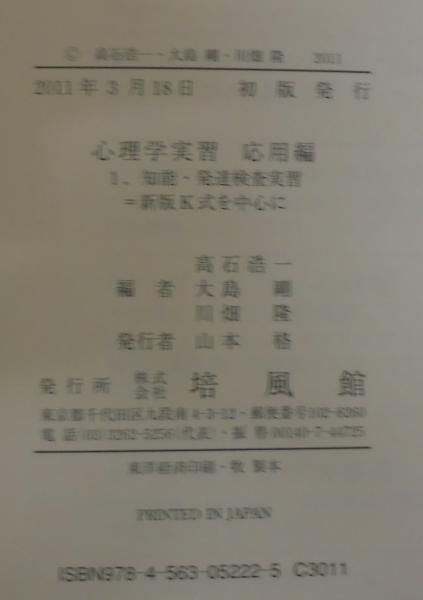 © 高石浩一・大島 剛・川畑 隆 2011
2011年 3 月18日 初 版 発 行
心理学実習 応用編
1. 知能・発達検査実習
＝新版K式を中心に
高石浩一
編 者 大島 剛
川畑 隆
発行者 山本 格
発行所 株式会社 培風館
東京都千代田区九段南4-3-12・郵便番号102-8260
電 話(03)3262-5256(代表)・振 替00140-7-44725
東洋経済印刷・牧 製本
PRINTED IN JAPAN
ISBN978-4-563-05222-5 C3011